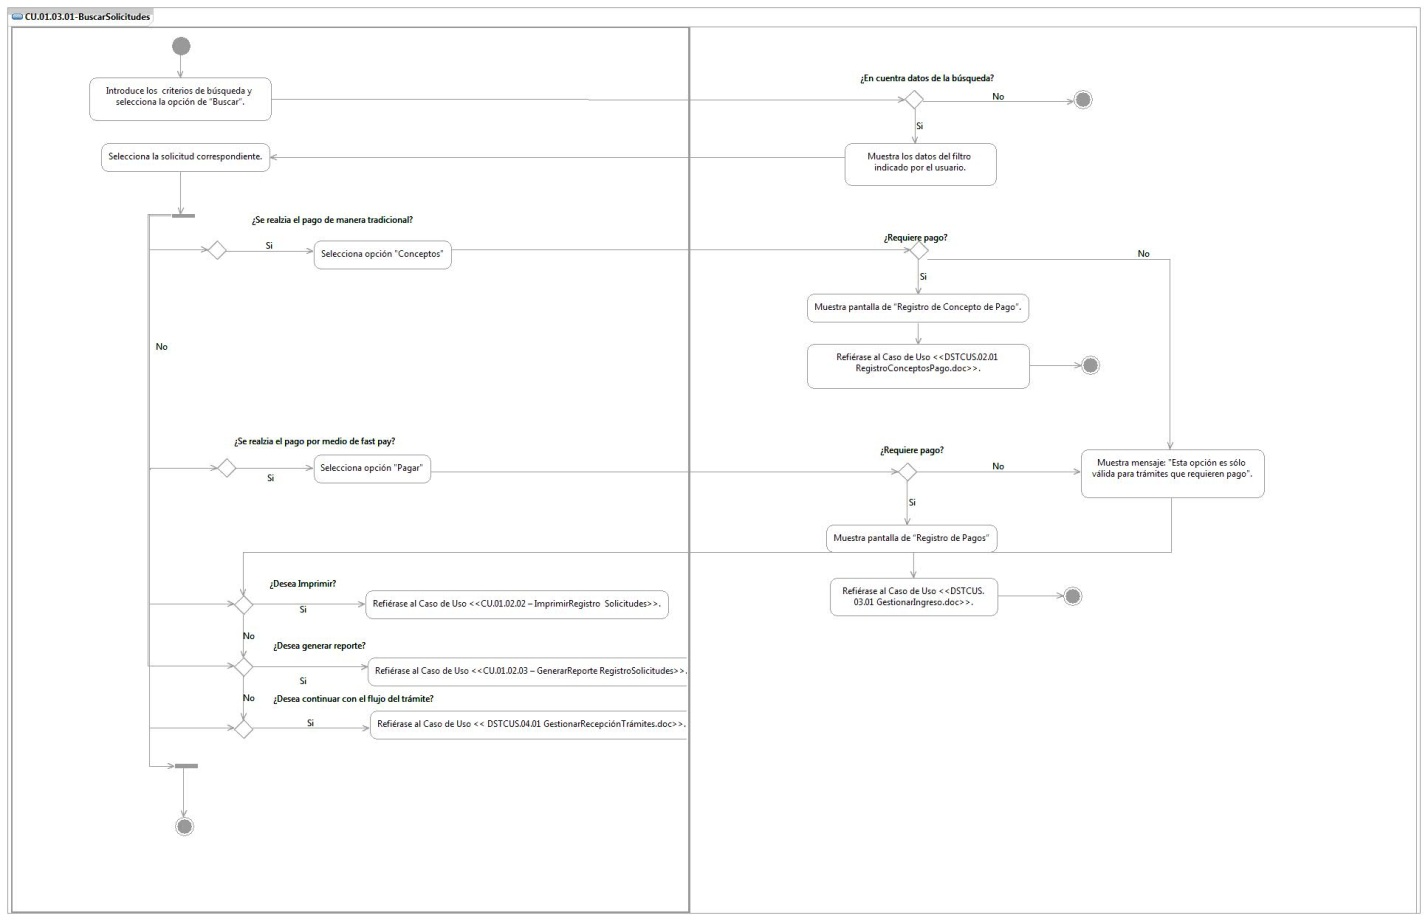 CU.01.03.01-BuscarSolicitudes
¿En cuentra datos de la búsqueda?
Introduce los criterios de búsqueda y
selecciona la opción de "Buscar".
No
Si
Selecciona la solicitud correspondiente.
Muestra los datos del filtro
indicado por el usuario.
¿Se realzia el pago de manera tradicional?
¿Requiere pago?
Si
Selecciona opción "Conceptos"
No
Si
Muestra pantalla de "Registro de Concepto de Pago".
No
Refiérase al Caso de Uso <<DSTCUS.02.01
RegistroConceptosPago.doc>>.
¿Se realzia el pago por medio de fast pay?
¿Requiere pago?
Selecciona opción "Pagar"
Si
No
Muestra mensaje: "Esta opción es sólo
válida para trámites que requieren pago".
Si
Muestra pantalla de "Registro de Pagos"
¿Desea Imprimir?
Si
Refiérase al Caso de Uso <<CU.01.02.02 – ImprimirRegistro Solicitudes>>.
Refiérase al Caso de Uso <<DSTCUS.
03.01 GestionarIngreso.doc>>.
No
¿Desea generar reporte?
Si
Refiérase al Caso de Uso <<CU.01.02.03 – GenerarReporte RegistroSolicitudes>>.
No
¿Desea continuar con el flujo del trámite?
Si
Refiérase al Caso de Uso << DSTCUS.04.01 GestionarRecepciónTrámites.doc>>.